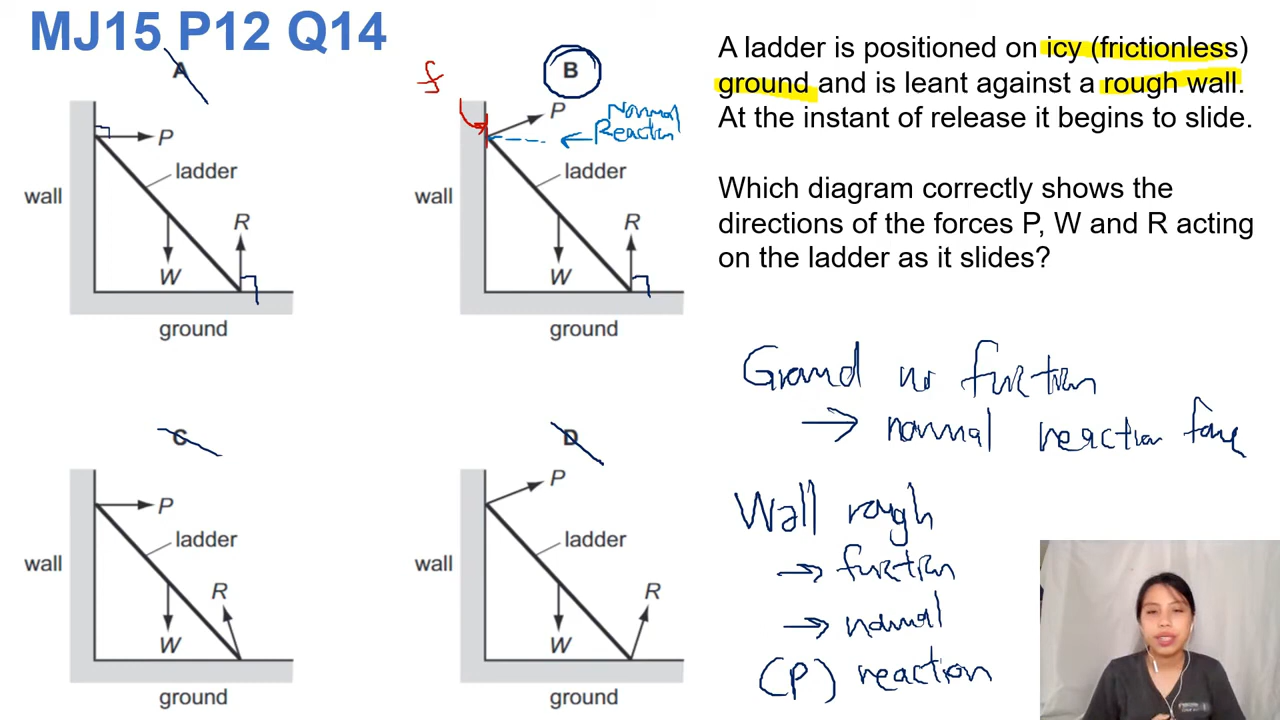 MJ15 P12 Q14
A
P
ladder
wall
R
W
ground
f
B
P
Normal
Reaction
ladder
wall
R
W
ground
C
P
ladder
wall
R
W
ground
D
P
ladder
wall
R
W
ground
A ladder is positioned on icy (frictionless)
ground and is leant against a rough wall.
At the instant of release it begins to slide.
Which diagram correctly shows the
directions of the forces P, W and R acting
on the ladder as it slides?
Ground no friction
→ normal reaction force
Wall rough
→ friction
→ normal
(P) reaction